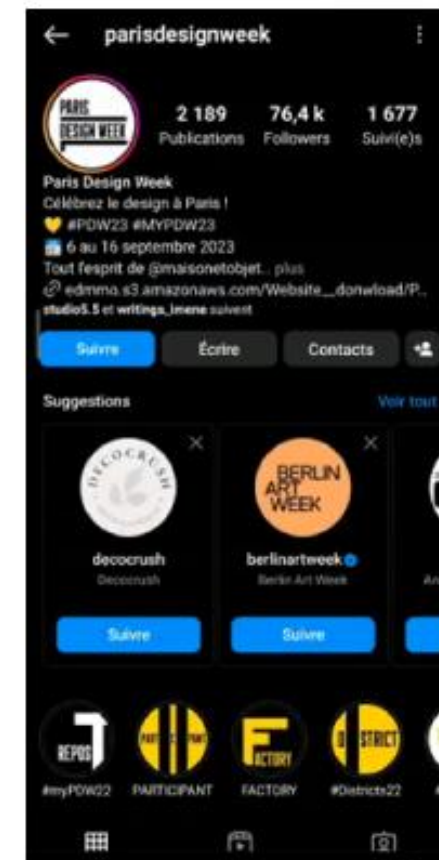 parisdesignweek
PARIS
DESIGN WEEK
2 189 76,4 k 1 677
Publications Followers Suivi(e)s
Paris Design Week
Célébrez le design à Paris !
💛 #PDW23 #MYPDW23
📅 6 au 16 septembre 2023
Tout l'esprit de @maisonetobjet... plus
edmmo.s3.amazonaws.com/Website__donwload/P...
studio5.5 et writings_imene suivent
Suivre Écrire Contacts
Suggestions Voir tout
DECOCRUSH
BERLIN
ART
WEEK
decocrush berlinartweek
Decocrush Berlin Art Week
Suivre Suivre
REPOST
PARTICIPANT
FACTORY
DISTRICT
#myPDW22 PARTICIPANT FACTORY #Districts22